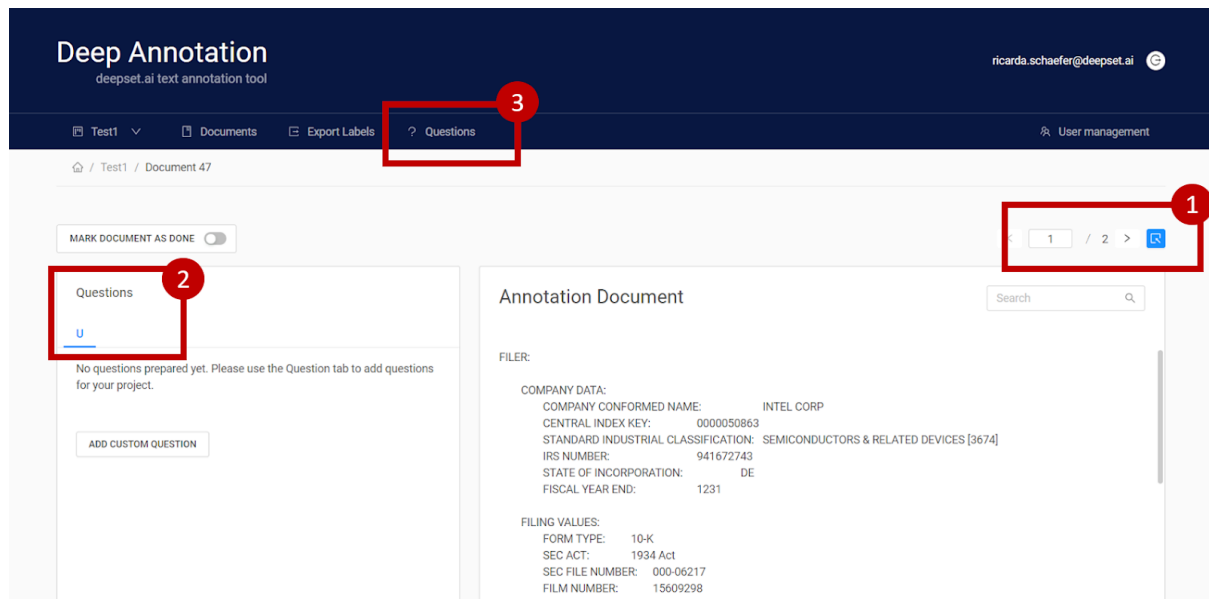 Deep Annotation
deepset.ai text annotation tool
ricarda.schaefer@deepset.ai
3
Test1 Documents Export Labels ? Questions User management
/ Test1 / Document 47
1
MARK DOCUMENT AS DONE
< 1 / 2 >
2
Questions
U
No questions prepared yet. Please use the Question tab to add questions
for your project.
ADD CUSTOM QUESTION
Annotation Document
Search
FILER:
COMPANY DATA:
COMPANY CONFORMED NAME: INTEL CORP
CENTRAL INDEX KEY: 0000050863
STANDARD INDUSTRIAL CLASSIFICATION: SEMICONDUCTORS & RELATED DEVICES [3674]
IRS NUMBER: 941672743
STATE OF INCORPORATION: DE
FISCAL YEAR END: 1231
FILING VALUES:
FORM TYPE: 10-K
SEC ACT: 1934 Act
SEC FILE NUMBER: 000-06217
FILM NUMBER: 15609298